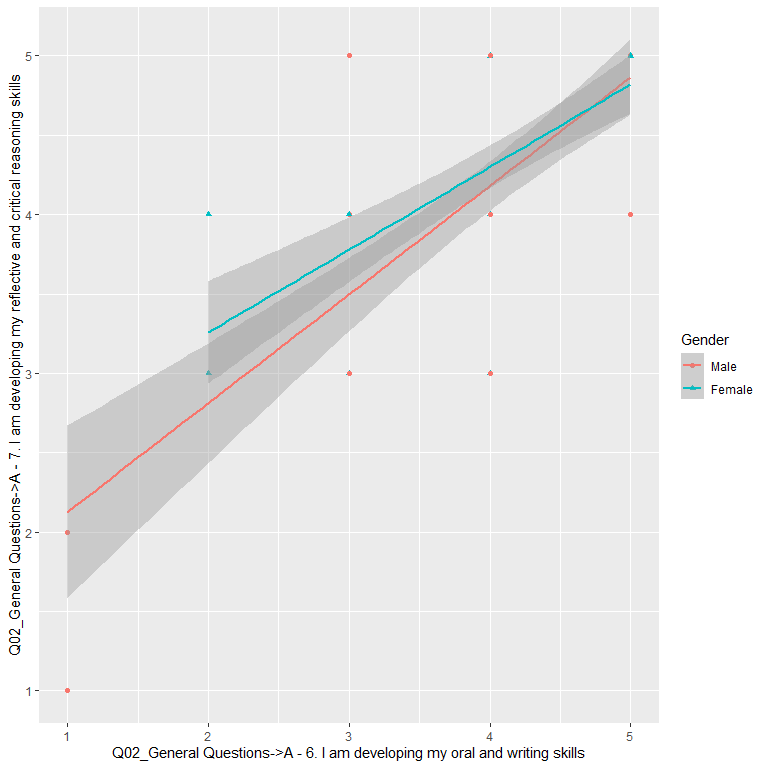 Q02_General Questions->A - 7. I am developing my reflective and critical reasoning skills
5
4
3
2
1
1 2 3 4 5
Q02_General Questions->A - 6. I am developing my oral and writing skills
Gender
Male
Female